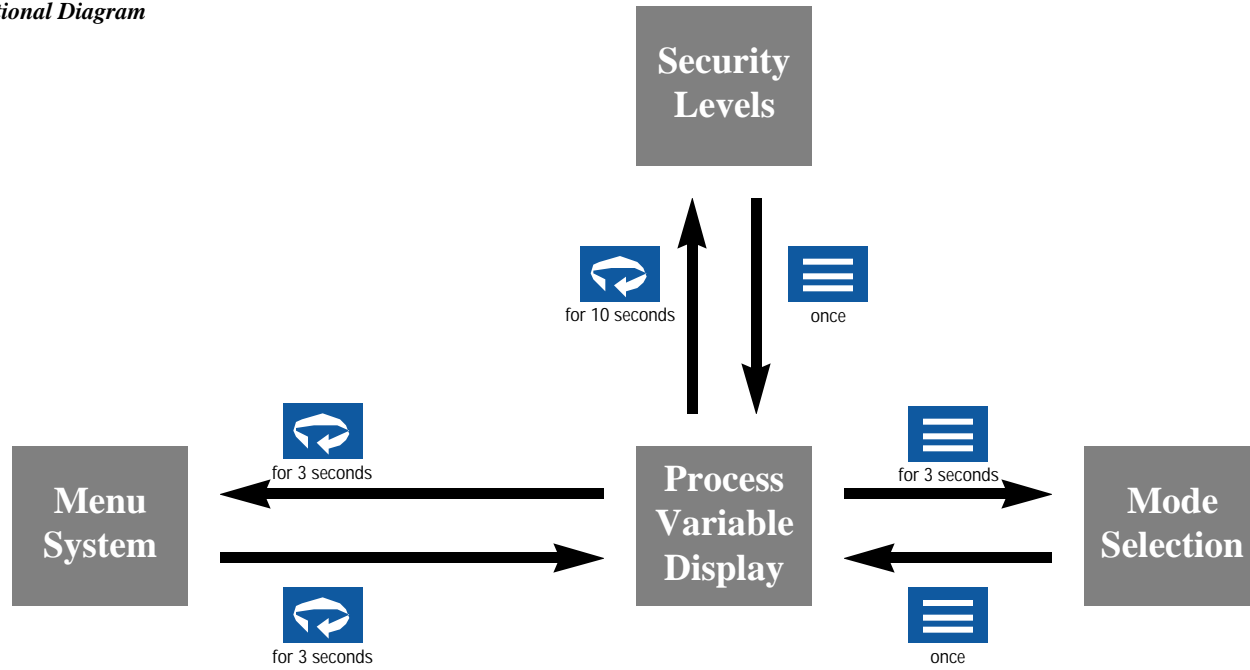 tional Diagram
Security
Levels
for 10 seconds
once
for 3 seconds
for 3 seconds
Menu
System
Process
Variable
Display
Mode
Selection
for 3 seconds
once